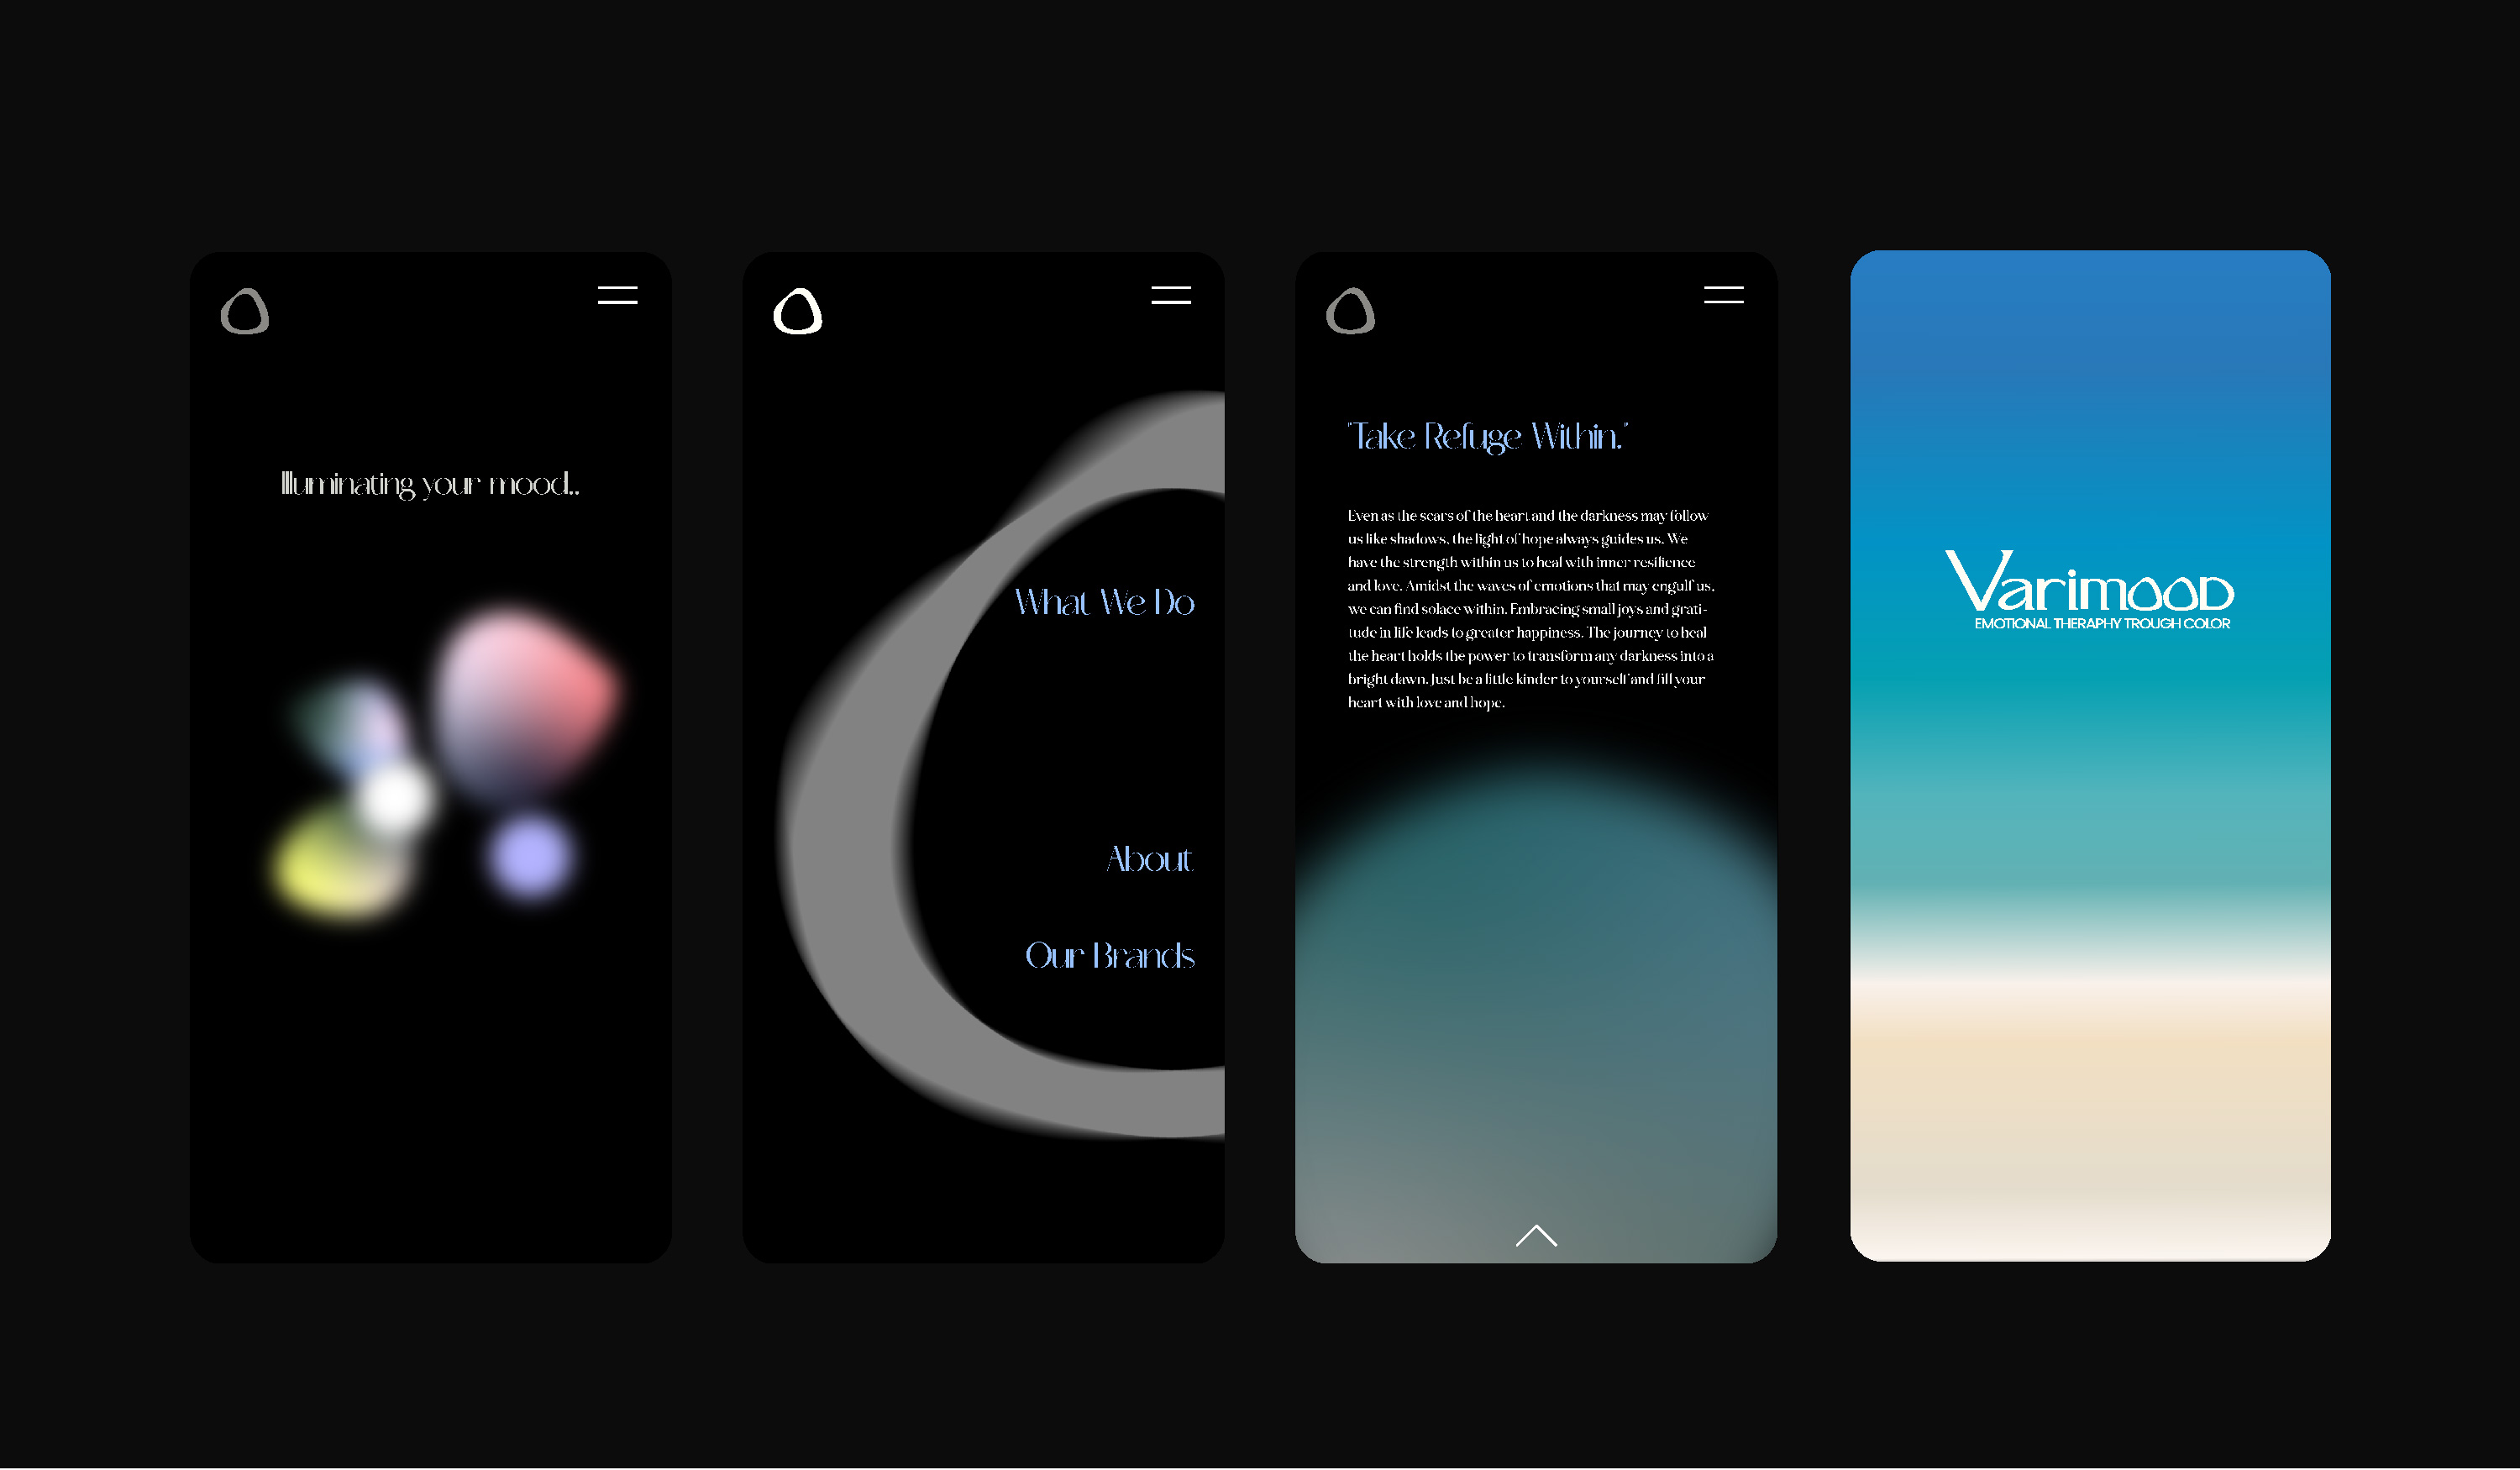 Illuminating your mood..
What We Do
About
Our Brands
"Take Refuge Within."
Even as the scars of the heart and the darkness may follow
us like shadows, the light of hope always guides us. We
have the strength within us to heal with inner resilience
and love. Amidst the waves of emotions that may engulf us,
we can find solace within. Embracing small joys and grati-
tude in life leads to greater happiness. The journey to heal
the heart holds the power to transform any darkness into a
bright dawn. Just be a little kinder to yourself and fill your
heart with love and hope.
Varimood
EMOTIONAL THERAPHY TROUGH COLOR